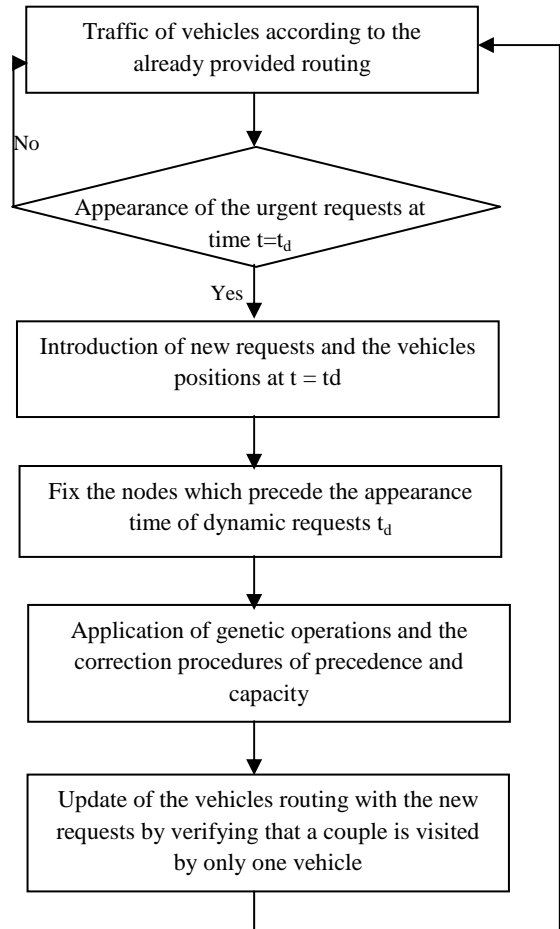 Traffic of vehicles according to the
already provided routing
No
Appearance of the urgent requests at
time t=t_d
Yes
Introduction of new requests and the vehicles
positions at t = td
Fix the nodes which precede the appearance
time of dynamic requests t_d
Application of genetic operations and the
correction procedures of precedence and
capacity
Update of the vehicles routing with the new
requests by verifying that a couple is visited
by only one vehicle